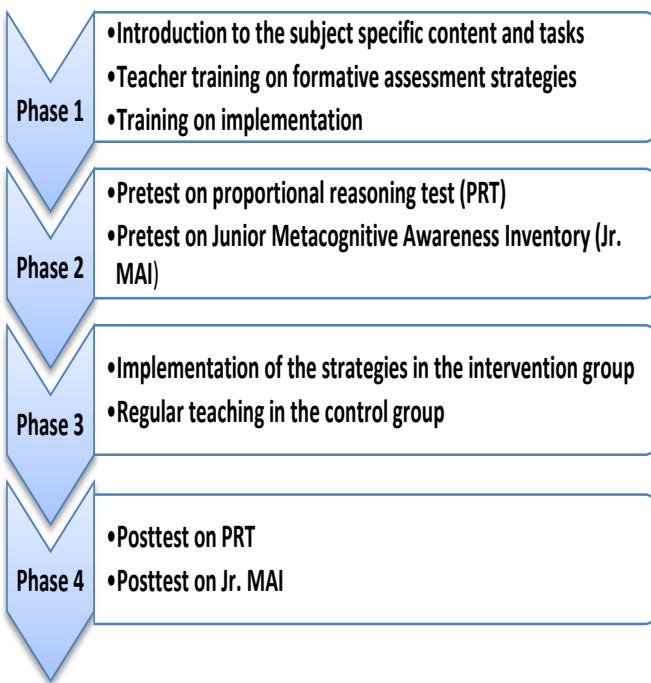 Phase 1
•Introduction to the subject specific content and tasks
•Teacher training on formative assessment strategies
•Training on implementation
Phase 2
•Pretest on proportional reasoning test (PRT)
•Pretest on Junior Metacognitive Awareness Inventory (Jr.
MAI)
Phase 3
•Implementation of the strategies in the intervention group
•Regular teaching in the control group
Phase 4
•Posttest on PRT
•Posttest on Jr. MAI